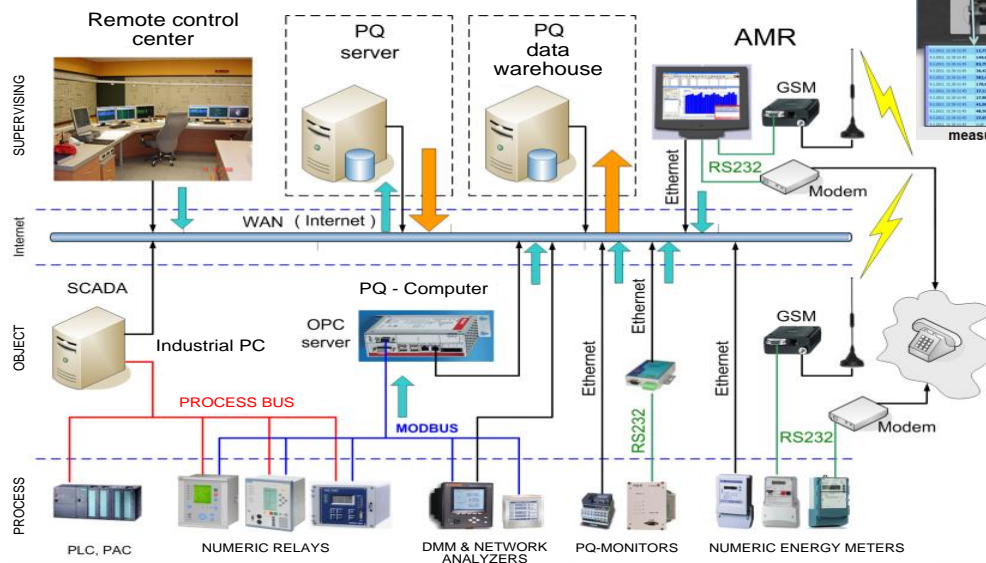 Remote control
center
PQ
server
PQ
data
warehouse
AMR
GSM
RS232
Modem
Ethernet
measu
SUPERVISING
Internet
WAN ( Internet )
SCADA
Industrial PC
PQ - Computer
OPC
server
Ethernet
Ethernet
GSM
OBJECT
PROCESS BUS
MODBUS
RS232
RS232
Modem
PROCESS
PLC, PAC
NUMERIC RELAYS
DMM & NETWORK
ANALYZERS
PQ-MONITORS
NUMERIC ENERGY METERS